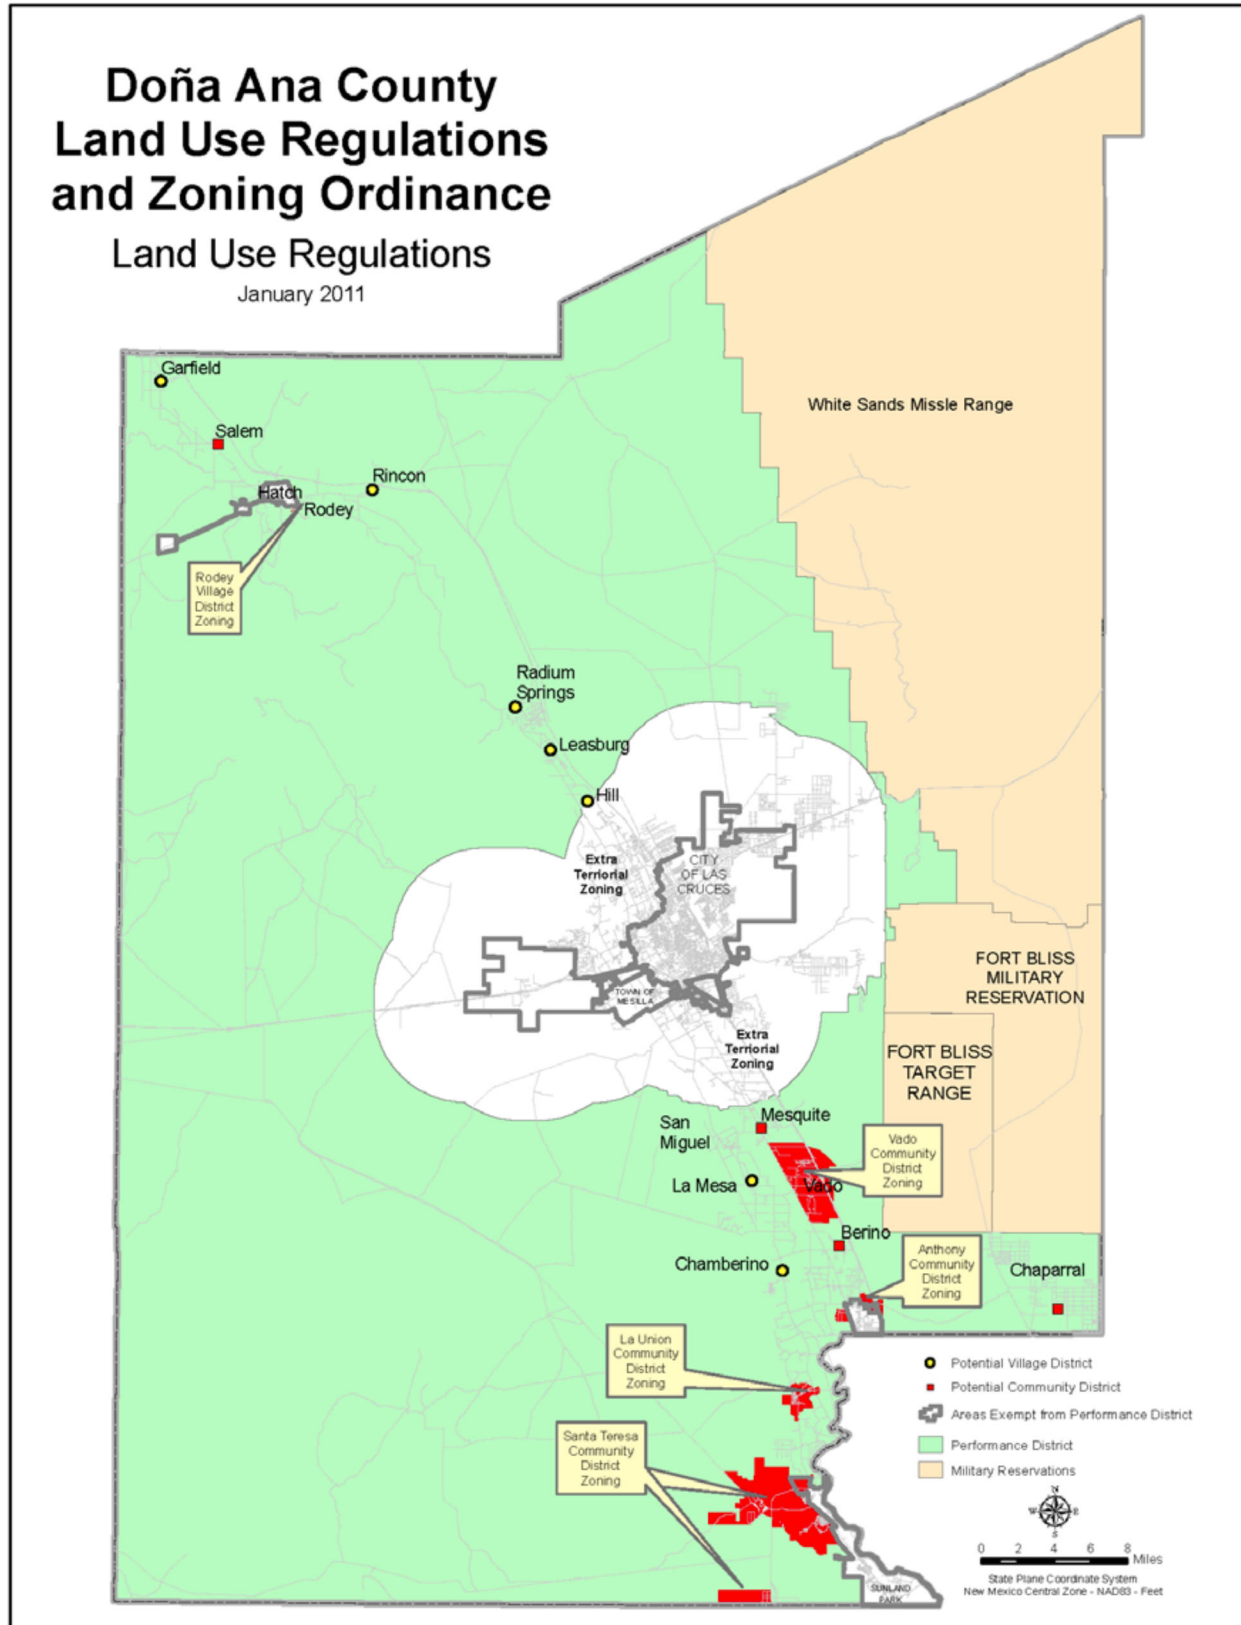 Doña Ana County
Land Use Regulations
and Zoning Ordinance
Land Use Regulations
January 2011
Garfield
Salem
Hatch
Rincon
Rodey
Rodey
Village
District
Zoning
White Sands Missle Range
Radium
Springs
Leasburg
Hill
Extra
Terriorial
Zoning
CITY
OF LAS
CRUCES
TOWN OF
MESILLA
Extra
Terriorial
Zoning
FORT BLISS
MILITARY
RESERVATION
FORT BLISS
TARGET
RANGE
San
Miguel
Mesquite
La Mesa
Vado
Vado
Community
District
Zoning
Berino
Chamberino
Anthony
Community
District
Zoning
Chaparral
La Union
Community
District
Zoning
Santa Teresa
Community
District
Zoning
SUNLAND
PARK
Potential Village District
Potential Community District
Areas Exempt from Performance District
Performance District
Military Reservations
N
W E
S
0 2 4 6 8
Miles
State Plane Coordinate System
New Mexico Central Zone - NAD83 - Feet